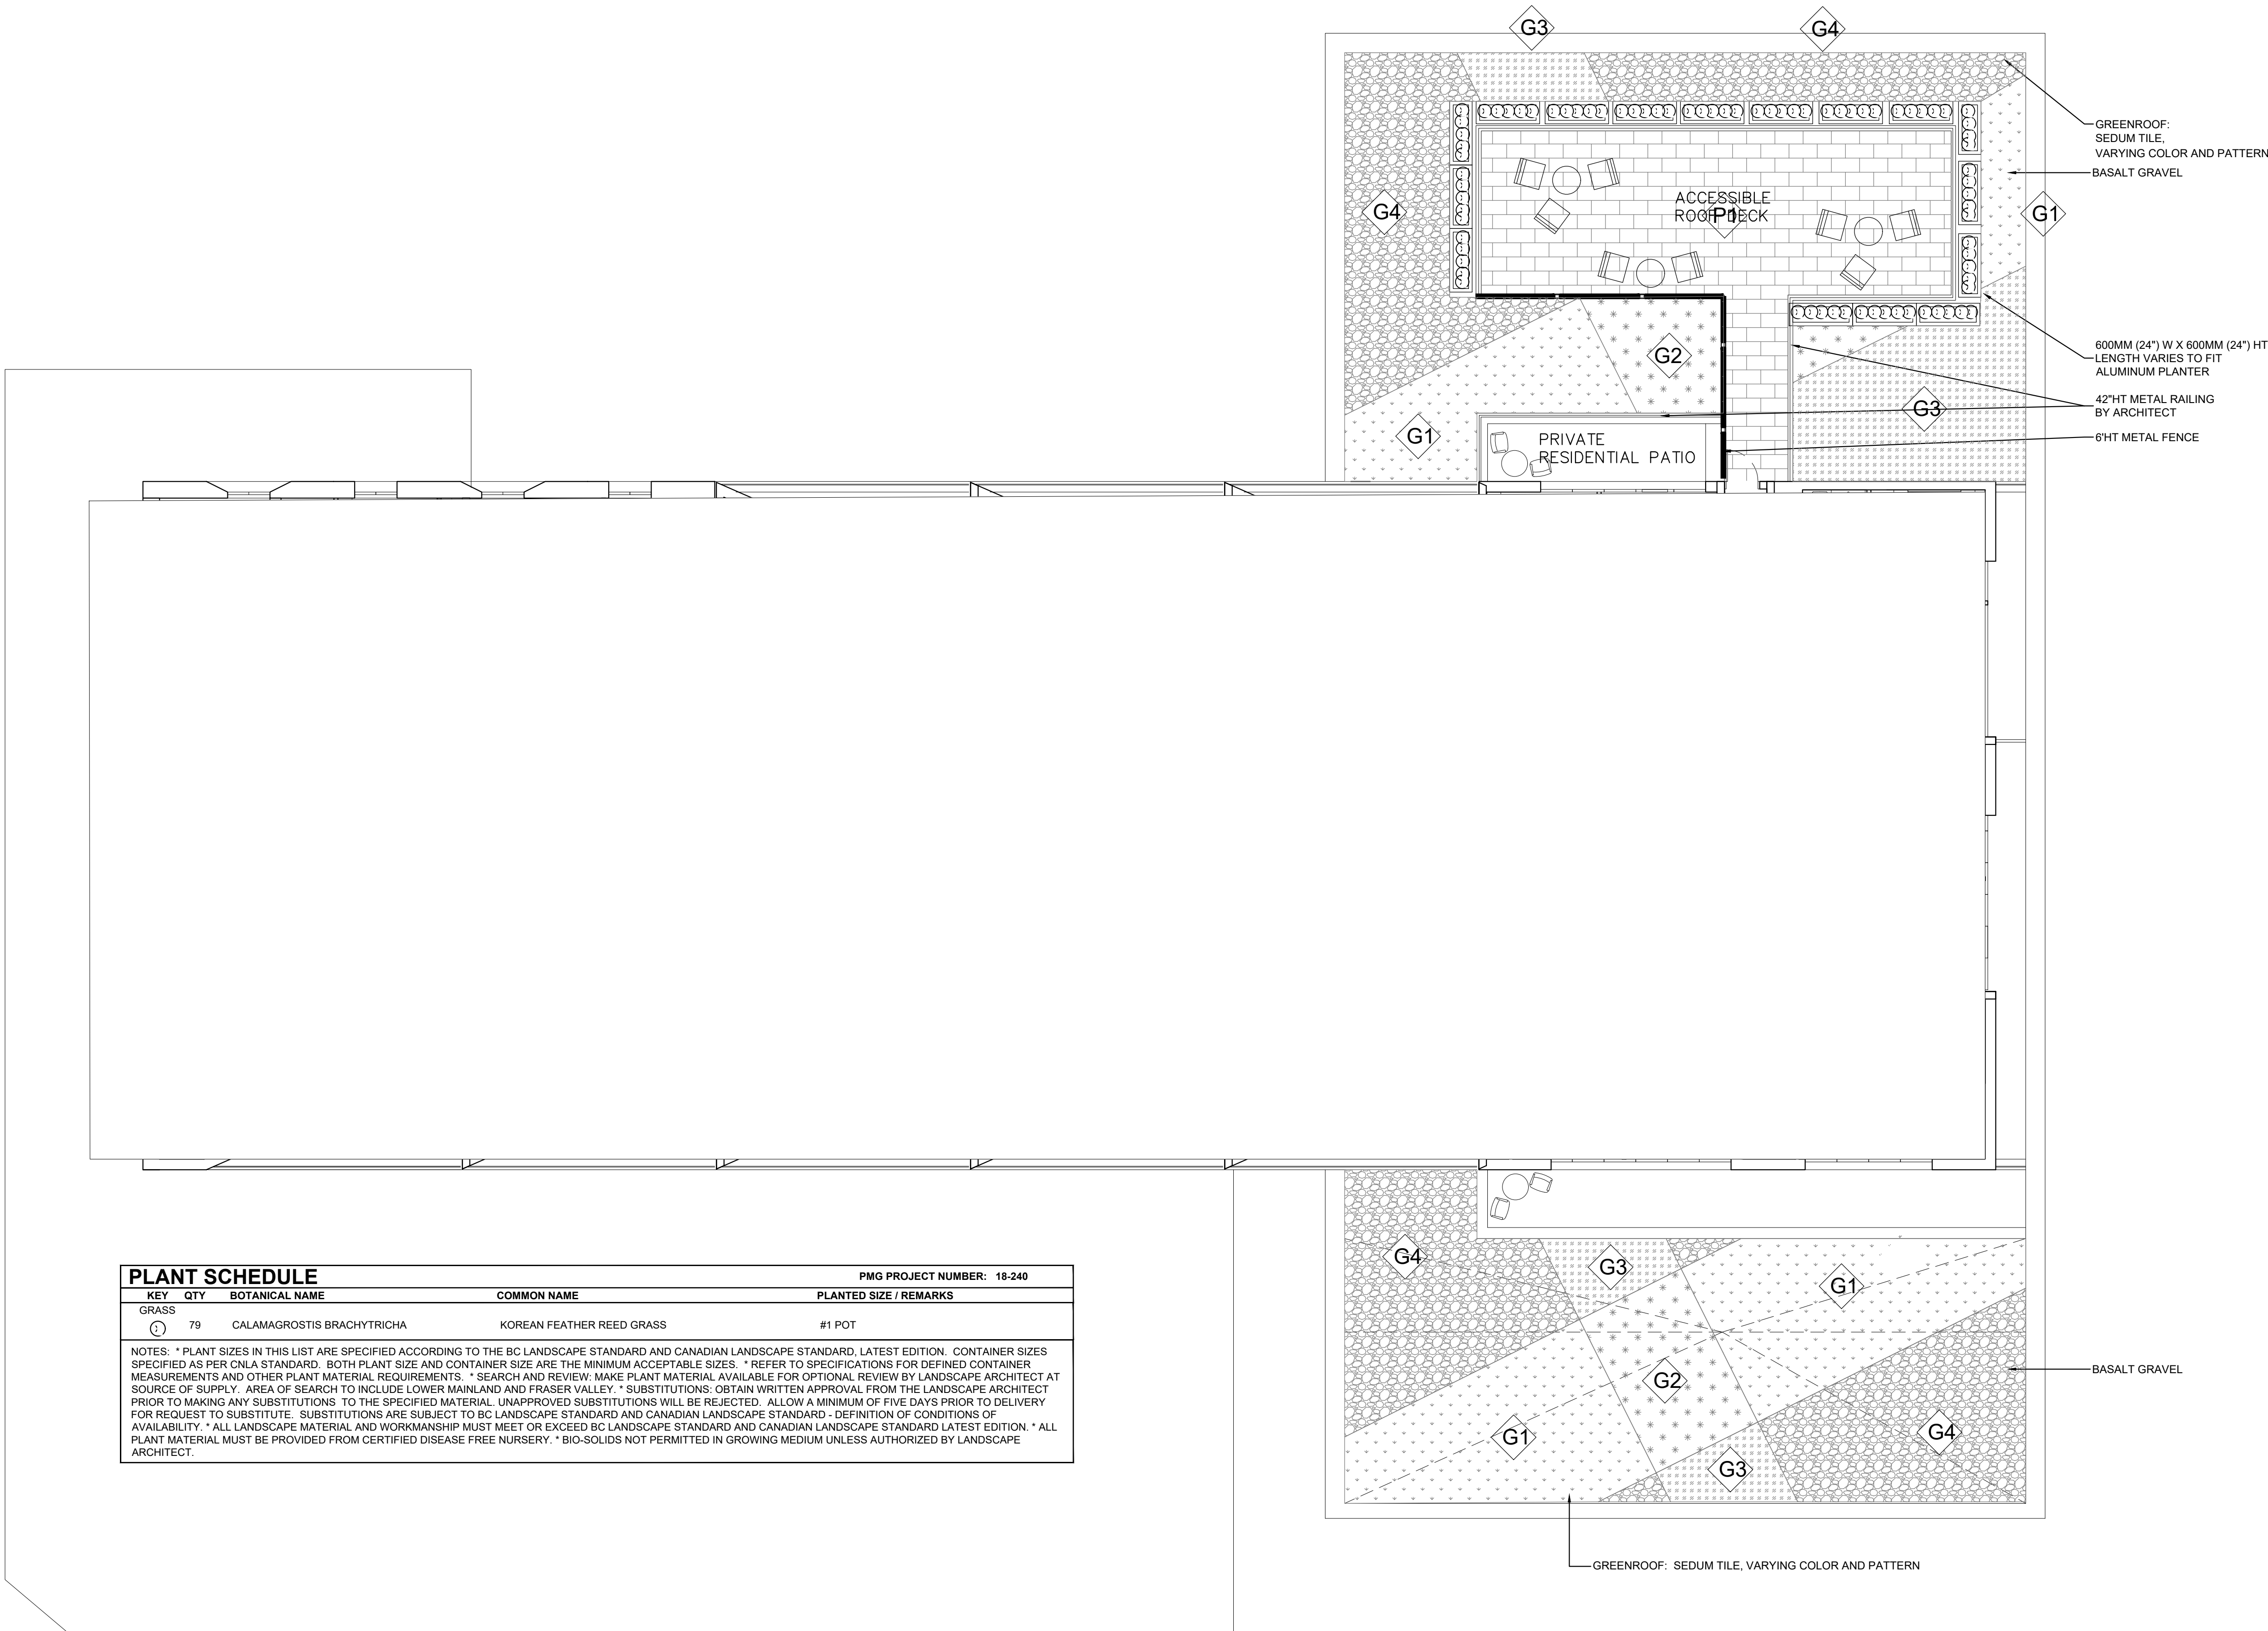 G3
G4
GREENROOF:
SEDUM TILE,
VARYING COLOR AND PATTERN
BASALT GRAVEL
G4
ACCESSIBLE
ROOF DECK
P1
G1
600MM (24") W X 600MM (24") HT
LENGTH VARIES TO FIT
ALUMINUM PLANTER
G2
42"HT METAL RAILING
BY ARCHITECT
G3
G1
PRIVATE
RESIDENTIAL PATIO
6'HT METAL FENCE
G4
G3
G1
BASALT GRAVEL
G2
G1
G4
G3
GREENROOF: SEDUM TILE, VARYING COLOR AND PATTERN
PLANT SCHEDULE PMG PROJECT NUMBER: 18-240
KEY QTY BOTANICAL NAME COMMON NAME PLANTED SIZE / REMARKS
GRASS
79 CALAMAGROSTIS BRACHYTRICHA KOREAN FEATHER REED GRASS #1 POT
NOTES: * PLANT SIZES IN THIS LIST ARE SPECIFIED ACCORDING TO THE BC LANDSCAPE STANDARD AND CANADIAN LANDSCAPE STANDARD, LATEST EDITION. CONTAINER SIZES
SPECIFIED AS PER CNLA STANDARD. BOTH PLANT SIZE AND CONTAINER SIZE ARE THE MINIMUM ACCEPTABLE SIZES. * REFER TO SPECIFICATIONS FOR DEFINED CONTAINER
MEASUREMENTS AND OTHER PLANT MATERIAL REQUIREMENTS. * SEARCH AND REVIEW: MAKE PLANT MATERIAL AVAILABLE FOR OPTIONAL REVIEW BY LANDSCAPE ARCHITECT AT
SOURCE OF SUPPLY. AREA OF SEARCH TO INCLUDE LOWER MAINLAND AND FRASER VALLEY. * SUBSTITUTIONS: OBTAIN WRITTEN APPROVAL FROM THE LANDSCAPE ARCHITECT
PRIOR TO MAKING ANY SUBSTITUTIONS TO THE SPECIFIED MATERIAL. UNAPPROVED SUBSTITUTIONS WILL BE REJECTED. ALLOW A MINIMUM OF FIVE DAYS PRIOR TO DELIVERY
FOR REQUEST TO SUBSTITUTE. SUBSTITUTIONS ARE SUBJECT TO BC LANDSCAPE STANDARD AND CANADIAN LANDSCAPE STANDARD - DEFINITION OF CONDITIONS OF
AVAILABILITY. * ALL LANDSCAPE MATERIAL AND WORKMANSHIP MUST MEET OR EXCEED BC LANDSCAPE STANDARD AND CANADIAN LANDSCAPE STANDARD LATEST EDITION. * ALL
PLANT MATERIAL MUST BE PROVIDED FROM CERTIFIED DISEASE FREE NURSERY. * BIO-SOLIDS NOT PERMITTED IN GROWING MEDIUM UNLESS AUTHORIZED BY LANDSCAPE
ARCHITECT.